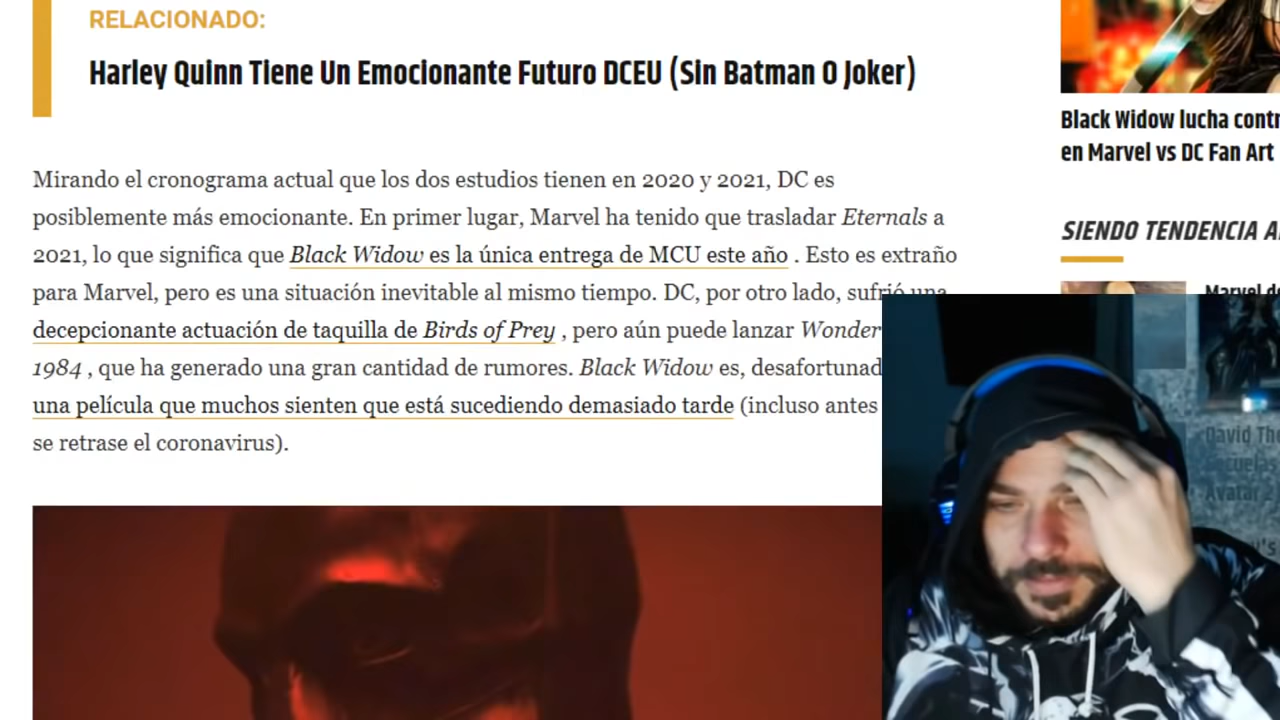 RELACIONADO:
Harley Quinn Tiene Un Emocionante Futuro DCEU (Sin Batman O Joker)
Mirando el cronograma actual que los dos estudios tienen en 2020 y 2021, DC es
posiblemente más emocionante. En primer lugar, Marvel ha tenido que trasladar Eternals a
2021, lo que significa que Black Widow es la única entrega de MCU este año . Esto es extraño
para Marvel, pero es una situación inevitable al mismo tiempo. DC, por otro lado, sufrió una
decepcionante actuación de taquilla de Birds of Prey , pero aún puede lanzar Wonder
1984 , que ha generado una gran cantidad de rumores. Black Widow es, desafortunad
una película que muchos sienten que está sucediendo demasiado tarde (incluso antes
se retrase el coronavirus).
Black Widow lucha contr
en Marvel vs DC Fan Art
SIENDO TENDENCIA A
Marvel de
David The
Avatar 2